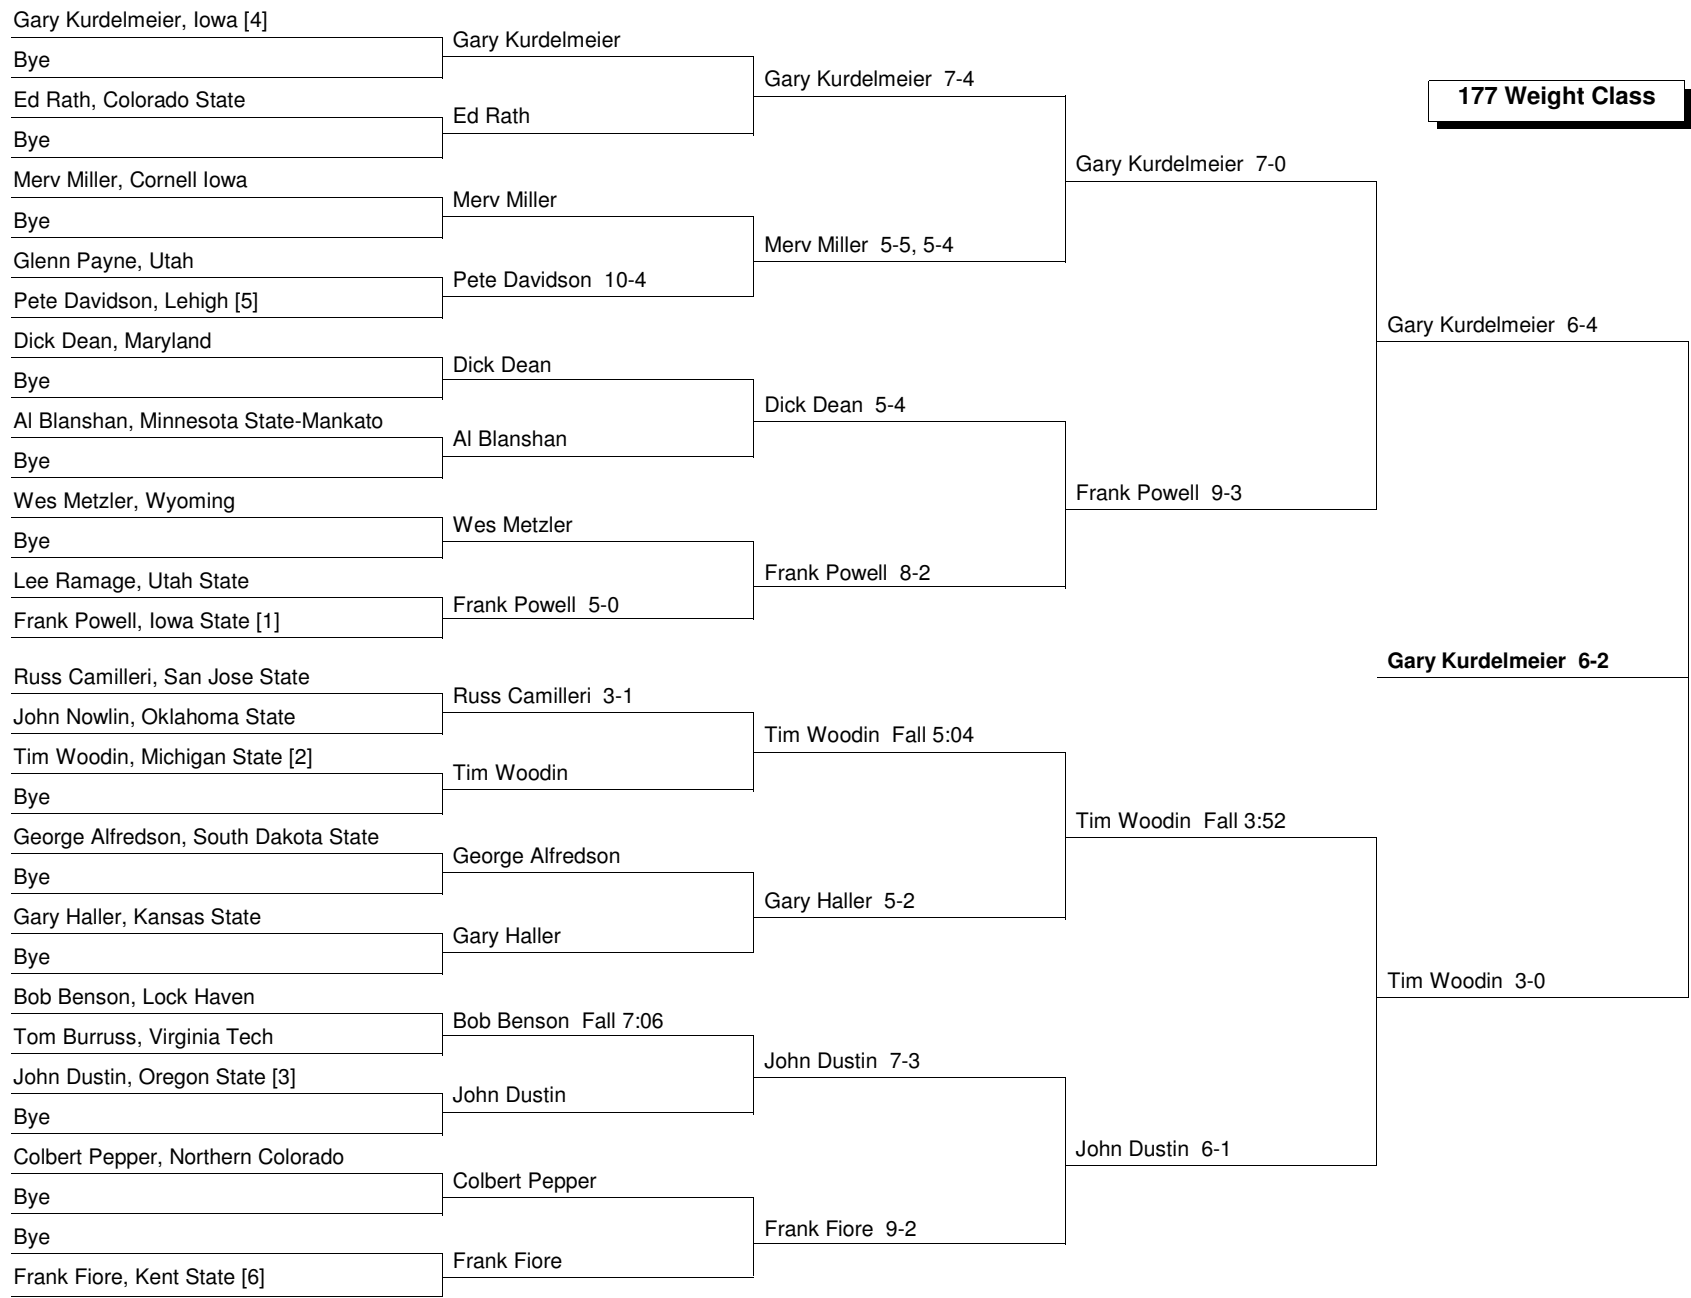 Gary Kurdelmeier, Iowa [4]
Bye
Ed Rath, Colorado State
Bye
Merv Miller, Cornell Iowa
Bye
Glenn Payne, Utah
Pete Davidson, Lehigh [5]
Dick Dean, Maryland
Bye
Al Blanshan, Minnesota State-Mankato
Bye
Wes Metzler, Wyoming
Bye
Lee Ramage, Utah State
Frank Powell, Iowa State [1]
Russ Camilleri, San Jose State
John Nowlin, Oklahoma State
Tim Woodin, Michigan State [2]
Bye
George Alfredson, South Dakota State
Bye
Gary Haller, Kansas State
Bye
Bob Benson, Lock Haven
Tom Burruss, Virginia Tech
John Dustin, Oregon State [3]
Bye
Colbert Pepper, Northern Colorado
Bye
Bye
Frank Fiore, Kent State [6]
Gary Kurdelmeier
Ed Rath
Merv Miller
Pete Davidson 10-4
Dick Dean
Al Blanshan
Wes Metzler
Frank Powell 5-0
Russ Camilleri 3-1
Tim Woodin
George Alfredson
Gary Haller
Bob Benson Fall 7:06
John Dustin
Colbert Pepper
Frank Fiore
Gary Kurdelmeier 7-4
Merv Miller 5-5, 5-4
Dick Dean 5-4
Frank Powell 8-2
Tim Woodin Fall 5:04
Gary Haller 5-2
John Dustin 7-3
Frank Fiore 9-2
Gary Kurdelmeier 7-0
Frank Powell 9-3
Tim Woodin Fall 3:52
John Dustin 6-1
Gary Kurdelmeier 6-4
Tim Woodin 3-0
Gary Kurdelmeier 6-2
177 Weight Class